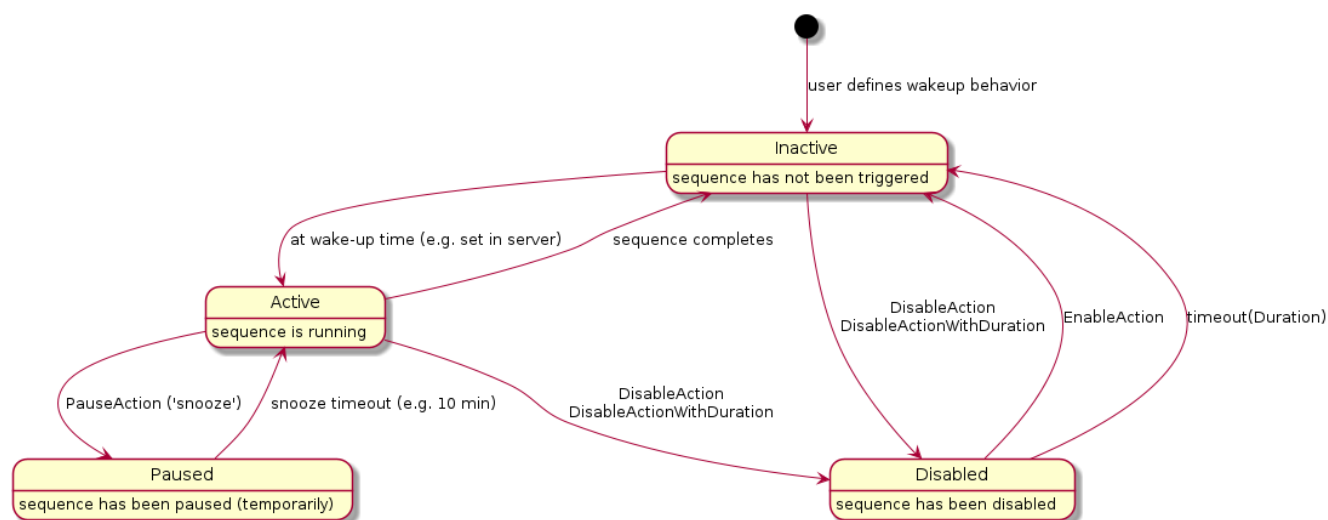 user defines wakeup behavior
Inactive
sequence has not been triggered
at wake-up time (e.g. set in server)
sequence completes
Active
sequence is running
DisableAction
DisableActionWithDuration
EnableAction
timeout(Duration)
PauseAction ('snooze')
snooze timeout (e.g. 10 min)
DisableAction
DisableActionWithDuration
Paused
sequence has been paused (temporarily)
Disabled
sequence has been disabled